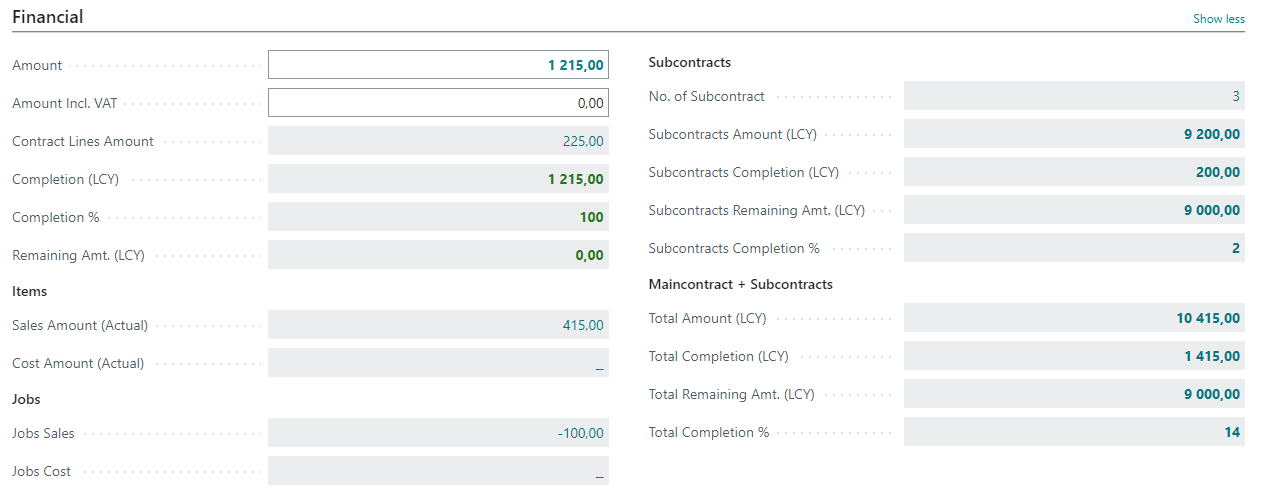 Financial
Show less
Amount 1 215,00
Amount Incl. VAT 0,00
Contract Lines Amount 225,00
Completion (LCY) 1 215,00
Completion % 100
Remaining Amt. (LCY) 0,00
Items
Sales Amount (Actual) 415,00
Cost Amount (Actual) _
Jobs
Jobs Sales -100,00
Jobs Cost _
Subcontracts
No. of Subcontract 3
Subcontracts Amount (LCY) 9 200,00
Subcontracts Completion (LCY) 200,00
Subcontracts Remaining Amt. (LCY) 9 000,00
Subcontracts Completion % 2
Maincontract + Subcontracts
Total Amount (LCY) 10 415,00
Total Completion (LCY) 1 415,00
Total Remaining Amt. (LCY) 9 000,00
Total Completion % 14